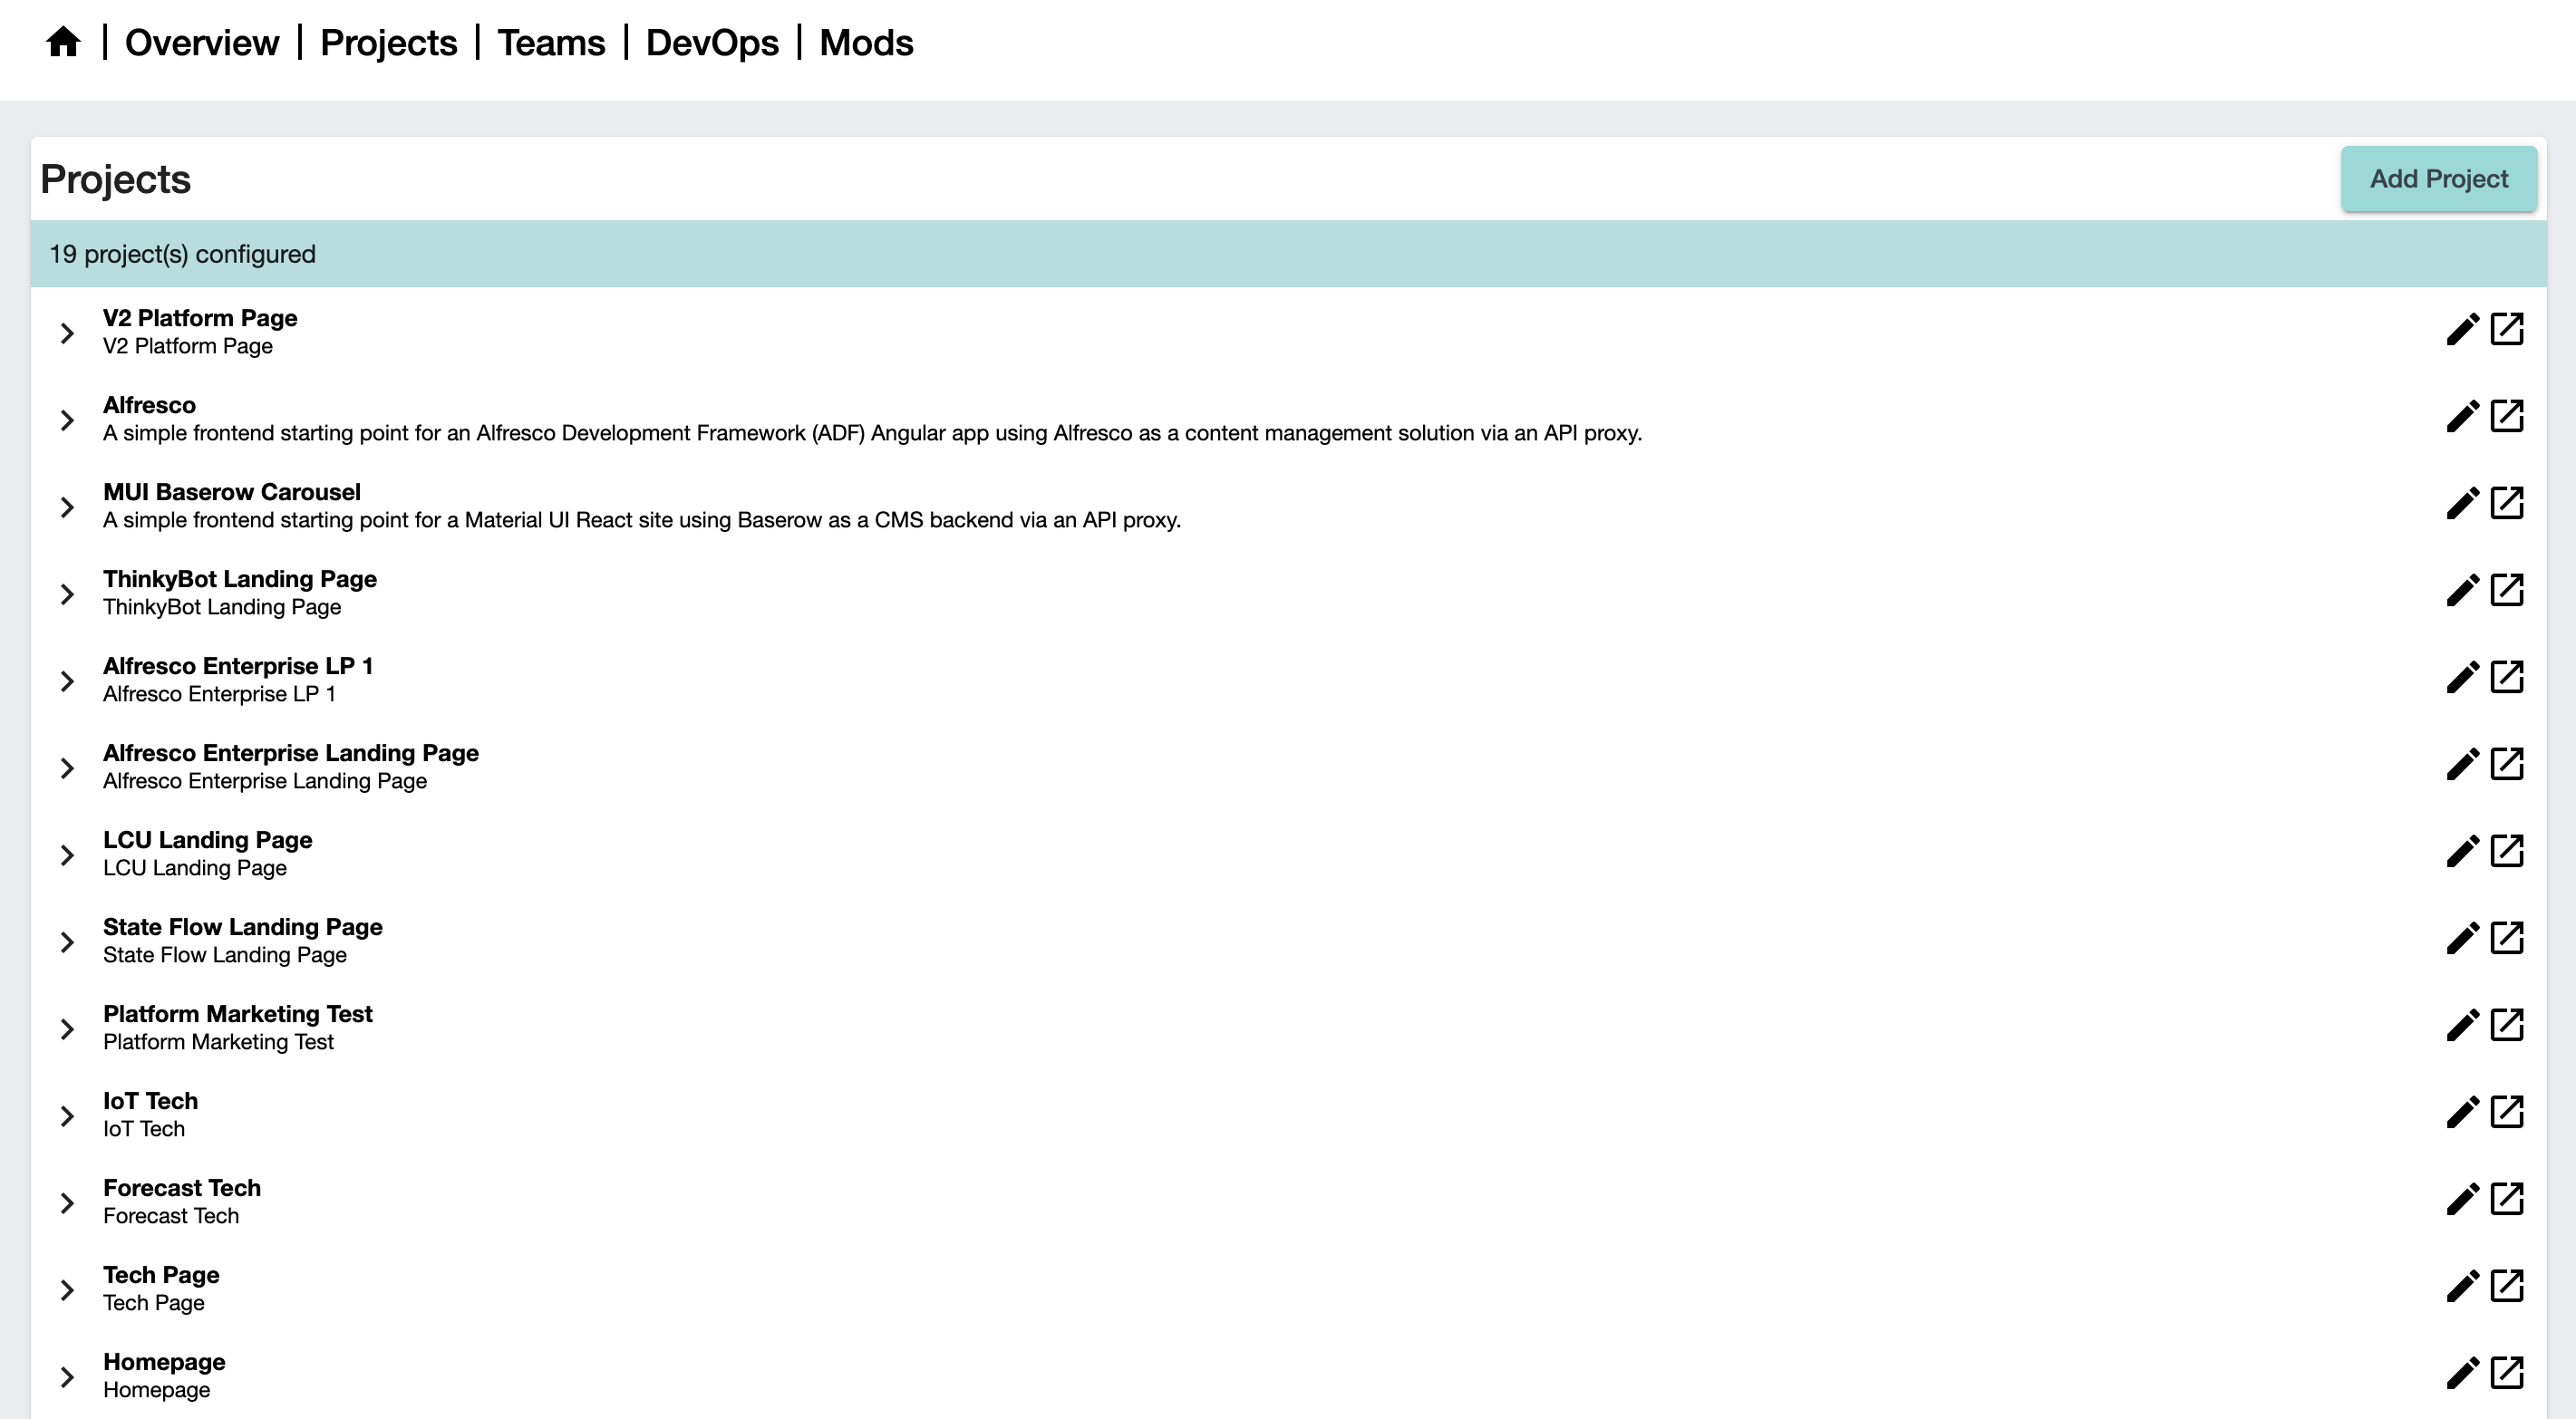 Overview | Projects | Teams | DevOps | Mods
Projects
Add Project
19 project(s) configured
V2 Platform Page
V2 Platform Page
Alfresco
A simple frontend starting point for an Alfresco Development Framework (ADF) Angular app using Alfresco as a content management solution via an API proxy.
MUI Baserow Carousel
A simple frontend starting point for a Material UI React site using Baserow as a CMS backend via an API proxy.
ThinkyBot Landing Page
ThinkyBot Landing Page
Alfresco Enterprise LP 1
Alfresco Enterprise LP 1
Alfresco Enterprise Landing Page
Alfresco Enterprise Landing Page
LCU Landing Page
LCU Landing Page
State Flow Landing Page
State Flow Landing Page
Platform Marketing Test
Platform Marketing Test
IoT Tech
IoT Tech
Forecast Tech
Forecast Tech
Tech Page
Tech Page
Homepage
Homepage